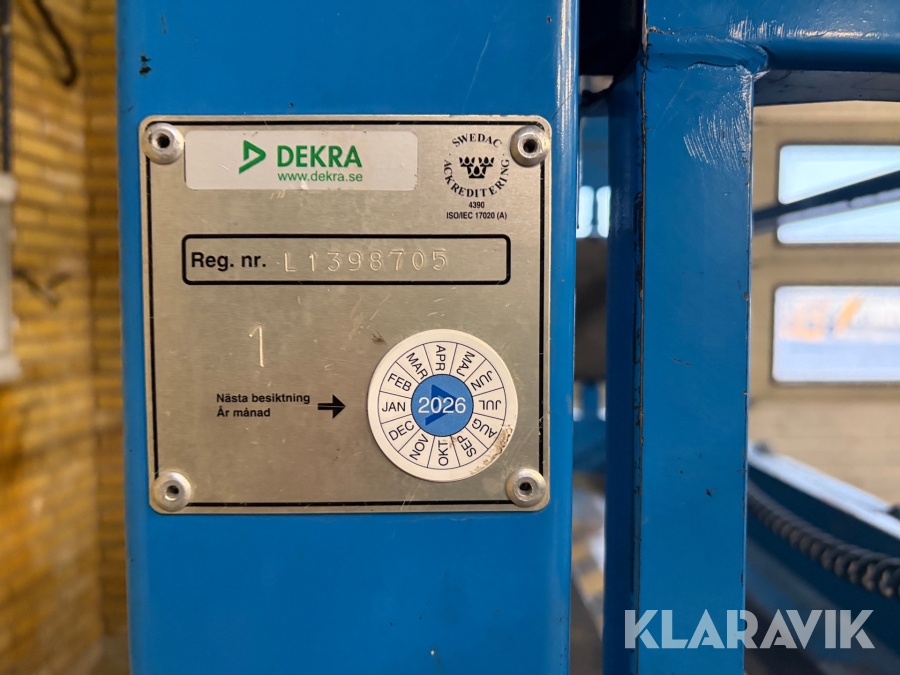 DEKRA
www.dekra.se
SWEDAC
ACKREDITERING
4390
ISO/IEC 17020 (A)
Reg. nr. L1398705
1
Nästa besiktning
År månad
JAN FEB MAR APR MAJ JUN JUL AUG SEP OKT NOV DEC
2026
KLARAVIK